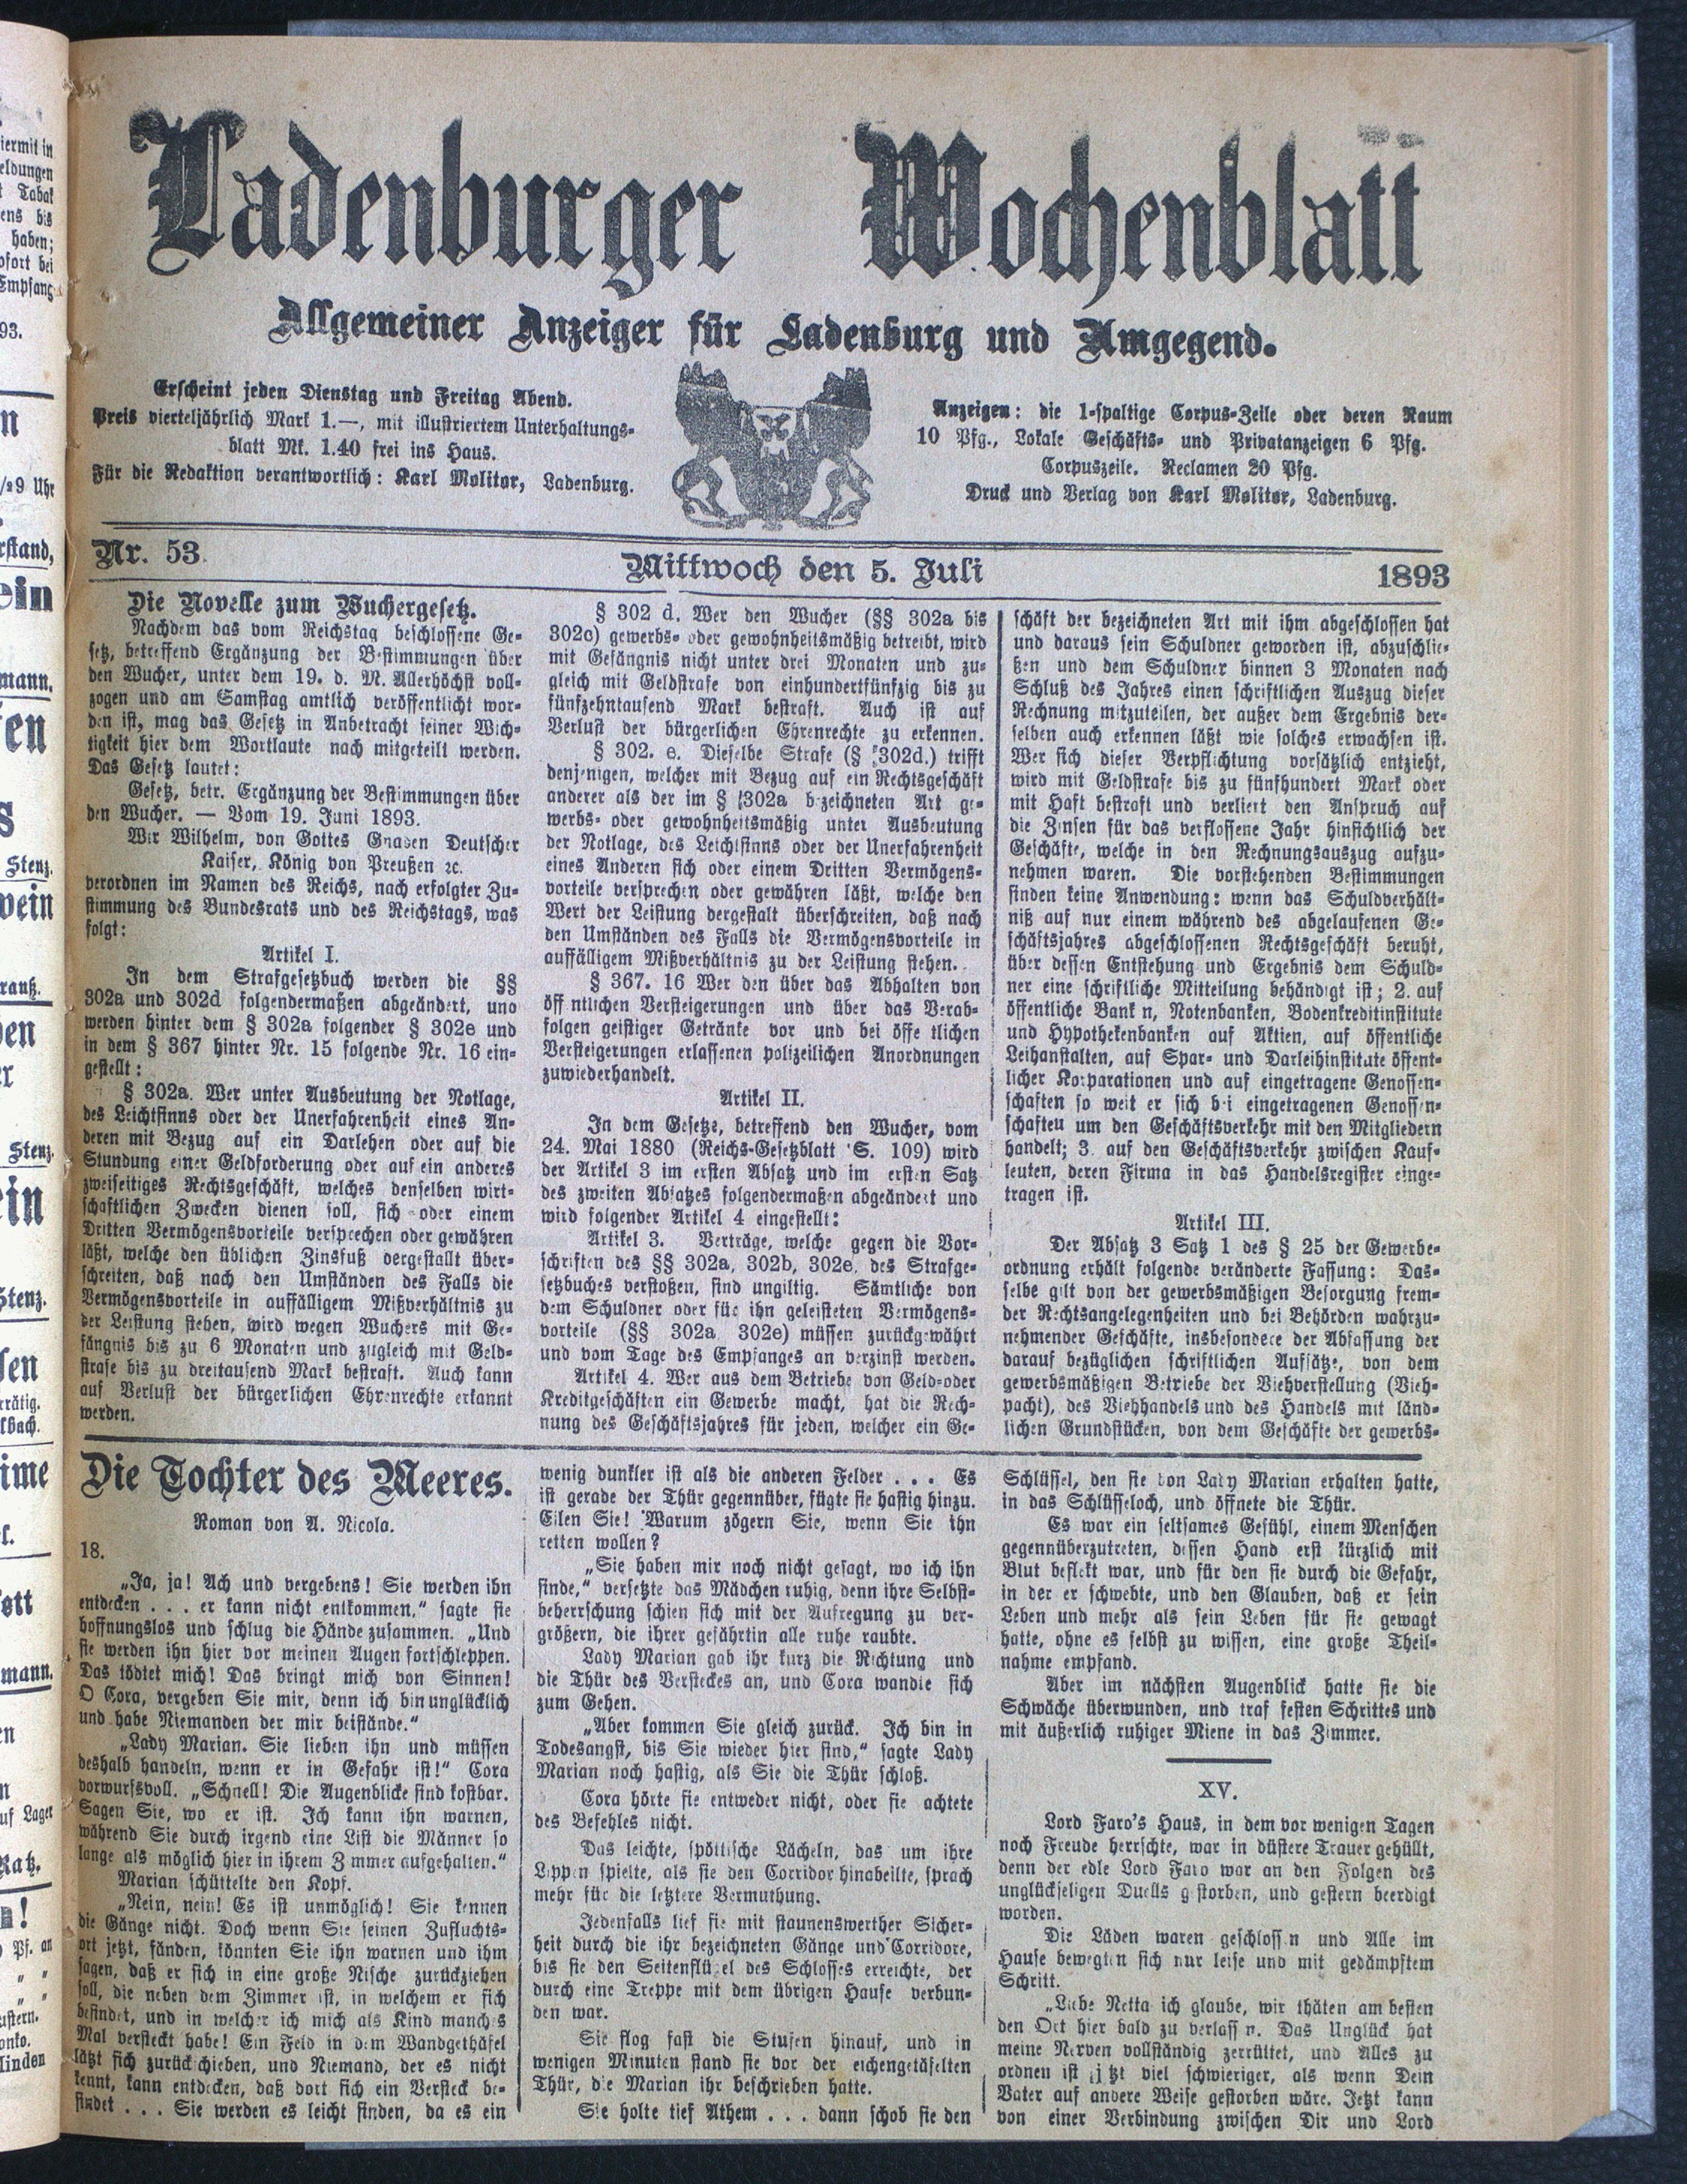 Ladenburger Wochenblatt
Allgemeiner Anzeiger für Ladenburg und Umgegend.
Erscheint jeden Dienstag und Freitag Abend.
Preis vierteljährlich Mark 1.—, mit illustriertem Unterhaltungs-
blatt Mk. 1.40 frei ins Haus.
Für die Redaktion verantwortlich: Karl Molitor, Ladenburg.
Anzeigen: die 1-spaltige Corpus-Zeile oder deren Raum
10 Pfg., Lokale Geschäfts- und Privatanzeigen 6 Pfg.
Corpuszeile. Reclamen 20 Pfg.
Druck und Verlag von Karl Molitor, Ladenburg.
Nr. 53.
Mittwoch den 5. Juli
1893
Die Novelle zum Wuchergesetz.
Nachdem das vom Reichstag beschlossene Ge-
setz, betreffend Ergänzung der Bestimmungen über
den Wucher, unter dem 19. d. M. Allerhöchst voll-
zogen und am Samstag amtlich veröffentlicht wor-
den ist, mag das Gesetz in Anbetracht seiner Wich-
tigkeit hier dem Wortlaute nach mitgeteilt werden.
Das Gesetz lautet:
Gesetz, betr. Ergänzung der Bestimmungen über
den Wucher. — Vom 19. Juni 1893.
Wir Wilhelm, von Gottes Gnaden Deutscher
Kaiser, König von Preußen ꝛc.
verordnen im Namen des Reichs, nach erfolgter Zu-
stimmung des Bundesrats und des Reichstags, was
folgt:
Artikel I.
In dem Strafgesetzbuch werden die §§
302a und 302d folgendermaßen abgeändert, und
werden hinter dem § 302a folgender § 302e und
in dem § 367 hinter Nr. 15 folgende Nr. 16 ein-
gestellt:
§ 302a. Wer unter Ausbeutung der Notlage,
des Leichtsinns oder der Unerfahrenheit eines An-
deren mit Bezug auf ein Darlehen oder auf die
Stundung einer Geldforderung oder auf ein anderes
zweiseitiges Rechtsgeschäft, welches denselben wirt-
schaftlichen Zwecken dienen soll, sich oder einem
Dritten Vermögensvorteile versprechen oder gewähren
läßt, welche den üblichen Zinsfuß dergestallt über-
schreiten, daß nach den Umständen des Falls die
Vermögensvorteile in auffälligem Mißverhältnis zu
der Leistung stehen, wird wegen Wuchers mit Ge-
fängnis bis zu 6 Monaten und zugleich mit Geld-
strafe bis zu dreitausend Mark bestraft. Auch kann
auf Verlust der bürgerlichen Ehrenrechte erkannt
werden.
§ 302 d. Wer den Wucher (§§ 302a bis
302c) gewerbs- oder gewohnheitsmäßig betreibt, wird
mit Gefängnis nicht unter drei Monaten und zu-
gleich mit Geldstrafe von einhundertfünfzig bis zu
fünfzehntausend Mark bestraft. Auch ist auf
Verlust der bürgerlichen Ehrenrechte zu erkennen.
§ 302. e. Dieselbe Strafe (§ 302d.) trifft
denjenigen, welcher mit Bezug auf ein Rechtsgeschäft
anderer als der im § 302a bezeichneten Art ge-
werbs- oder gewohnheitsmäßig unter Ausbeutung
der Notlage, des Leichtsinns oder der Unerfahrenheit
eines Anderen sich oder einem Dritten Vermögens-
vorteile versprechen oder gewähren läßt, welche den
Wert der Leistung dergestalt überschreiten, daß nach
den Umständen des Falls die Vermögensvorteile in
auffälligem Mißverhältnis zu der Leistung stehen.
§ 367. 16 Wer den über das Abhalten von
öff ntlichen Versteigerungen und über das Verab-
folgen geistiger Getränke vor und bei öffe tlichen
Versteigerungen erlassenen polizeilichen Anordnungen
zuwiederhandelt.
Artikel II.
In dem Gesetze, betreffend den Wucher, vom
24. Mai 1880 (Reichs-Gesetzblatt S. 109) wird
der Artikel 3 im ersten Absatz und im ersten Satz
des zweiten Absatzes folgendermaßen abgeändert und
wird folgender Artikel 4 eingestellt:
Artikel 3. Verträge, welche gegen die Vor-
schriften des §§ 302a, 302b, 302e, des Strafge-
setzbuches verstoßen, sind ungiltig. Sämtliche von
dem Schuldner oder für ihn geleisteten Vermögens-
vorteile (§§ 302a 302e) müssen zurückgewährt
und vom Tage des Empfanges an verzinst werden.
Artikel 4. Wer aus dem Betriebe von Geld-oder
Kreditgeschäften ein Gewerbe macht, hat die Rech-
nung des Geschäftsjahres für jeden, welcher ein Ge-
schäft der bezeichneten Art mit ihm abgeschlossen hat
und daraus sein Schuldner geworden ist, abzuschlie-
ßen und dem Schuldner binnen 3 Monaten nach
Schluß des Jahres einen schriftlichen Auszug dieser
Rechnung mitzuteilen, der außer dem Ergebnis der-
selben auch erkennen läßt wie solches erwachsen ist.
Wer sich dieser Verpflichtung vorsätzlich entzieht,
wird mit Geldstrafe bis zu fünfhundert Mark oder
mit Haft bestraft und verliert den Anspruch auf
die Zinsen für das verflossene Jahr hinsichtlich der
Geschäfte, welche in den Rechnungsauszug aufzu-
nehmen waren. Die vorstehenden Bestimmungen
finden keine Anwendung: wenn das Schuldverhält-
niß auf nur einem während des abgelaufenen Ge-
schäftsjahres abgeschlossenen Rechtsgeschäft beruht,
über dessen Entstehung und Ergebnis dem Schuld-
ner eine schriftliche Mitteilung behändigt ist; 2. auf
öffentliche Bank n, Notenbanken, Bodenkreditinstitute
und Hypothekenbanken auf Aktien, auf öffentliche
Leihanstalten, auf Spar- und Darleihinstitute öffent-
licher Korparationen und auf eingetragene Genossen-
schaften so weit er sich bei eingetragenen Genossen-
schafteu um den Geschäftsverkehr mit den Mitgliedern
handelt; 3. auf den Geschäftsverkehr zwischen Kauf-
leuten, deren Firma in das Handelsregister einge-
tragen ist.
Artikel III.
Der Absatz 3 Satz 1 des § 25 der Gewerbe-
ordnung erhält folgende veränderte Fassung: Das-
selbe gilt von der gewerbsmäßigen Besorgung frem-
der Rechtsangelegenheiten und bei Behörden wahrzu-
nehmender Geschäfte, insbesondere der Abfassung der
darauf bezüglichen schriftlichen Aufsätze, von dem
gewerbsmäßigen Betriebe der Viehverstellung (Vieh-
pacht), des Viehhandels und des Handels mit länd-
lichen Grundstücken, von dem Geschäfte der gewerbs-
Die Tochter des Meeres.
Roman von A. Nicola.
18.
„Ja, ja! Ach und vergebens! Sie werden ihn
entdecken . . . er kann nicht entkommen,“ sagte sie
hoffnungslos und schlug die Hände zusammen. „Und
sie werden ihn hier vor meinen Augen fortschleppen.
Das tödtet mich! Das bringt mich von Sinnen!
O Cora, vergeben Sie mir, denn ich bin unglücklich
und habe Niemanden der mir beistände.“
„Lady Marian. Sie lieben ihn und müssen
deshalb handeln, wenn er in Gefahr ist!“ Cora
vorwurfsvoll. „Schnell! Die Augenblicke sind kostbar.
Sagen Sie, wo er ist. Ich kann ihn warnen,
während Sie durch irgend eine List die Männer so
lange als möglich hier in ihrem Zimmer aufgehalten.“
Marian schüttelte den Kopf.
„Nein, nein! Es ist unmöglich! Sie kennen
die Gänge nicht. Doch wenn Sie seinen Zufluchts-
ort jetzt, fänden, könnten Sie ihn warnen und ihm
sagen, daß er sich in eine große Nische zurückziehen
soll, die neben dem Zimmer ist, in welchem er sich
befindet, und in welcher ich mich als Kind manches
Mal versteckt habe! Ein Feld in dem Wandgethäfel
läßt sich zurückschieben, und Niemand, der es nicht
kennt, kann entdecken, daß dort sich ein Versteck be-
findet . . . Sie werden es leicht finden, da es ein
wenig dunkler ist als die anderen Felder . . . Es
ist gerade der Thür gegennüber, fügte sie hastig hinzu.
Eilen Sie! Warum zögern Sie, wenn Sie ihn
retten wollen?
„Sie haben mir noch nicht gesagt, wo ich ihn
finde,“ versetzte das Mädchen ruhig, denn ihre Selbst-
beherrschung schien sich mit der Aufregung zu ver-
größern, die ihrer gefährtin alle ruhe raubte.
Lady Marian gab ihr kurz die Richtung und
die Thür des Versteckes an, und Cora wandte sich
zum Gehen.
„Aber kommen Sie gleich zurück. Ich bin in
Todesangst, bis Sie wieder hier sind,“ sagte Lady
Marian noch hastig, als Sie die Thür schloß.
Cora hörte sie entweder nicht, oder sie achtete
des Befehles nicht.
Das leichte, spöttische Lächeln, das um ihre
Lippen spielte, als sie den Corridor hinabeilte, sprach
mehr für die letztere Vermuthung.
Jedenfalls lief sie mit staunenswerther Sicher-
heit durch die ihr bezeichneten Gänge und Corridore,
bis sie den Seitenflügel des Schlosses erreichte, der
durch eine Treppe mit dem übrigen Hause verbun-
den war.
Sie flog fast die Stufen hinauf, und in
wenigen Minuten stand sie vor der eichengetäfelten
Thür, die Marian ihr beschrieben hatte.
Sie holte tief Athem . . . dann schob sie den
Schlüssel, den sie von Lady Marian erhalten hatte,
in das Schlüsseloch, und öffnete die Thür.
Es war ein seltsames Gefühl, einem Menschen
gegennüberzutreten, dessen Hand erst kürzlich mit
Blut beflekt war, und für den sie durch die Gefahr,
in der er schwebte, und den Glauben, daß er sein
Leben und mehr als sein Leben für sie gewagt
hatte, ohne es selbst zu wissen, eine große Theil-
nahme empfand.
Aber im nächsten Augenblick hatte sie die
Schwäche überwunden, und traf festen Schrittes und
mit äußerlich ruhiger Miene in das Zimmer.
XV.
Lord Faro's Haus, in dem vor wenigen Tagen
noch Freude herrschte, war in düstere Trauer gehüllt,
denn der edle Lord Faro war an den Folgen des
unglückseligen Duells gestorben, und gestern beerdigt
worden.
Die Läden waren geschloss n und Alle im
Hause bewegten sich nur leise und mit gedämpftem
Schritt.
„Liebe Netta ich glaube, wir thäten am besten
den Ort hier bald zu verlass n. Das Unglück hat
meine Nerven vollständig zerrüttet, und Alles zu
ordnen ist j tzt viel schwieriger, als wenn Dein
Vater auf andere Weise gestorben wäre. Jetzt kann
von einer Verbindung zwischen Dir und Lord